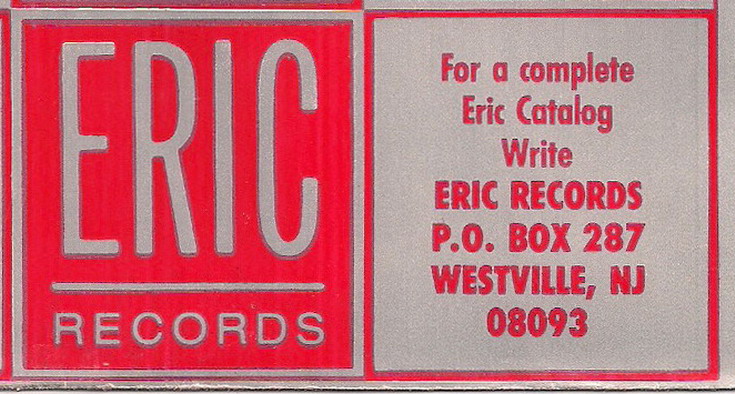 ERIC
RECORDS
For a complete
Eric Catalog
Write
ERIC RECORDS
P.O. BOX 287
WESTVILLE, NJ
08093